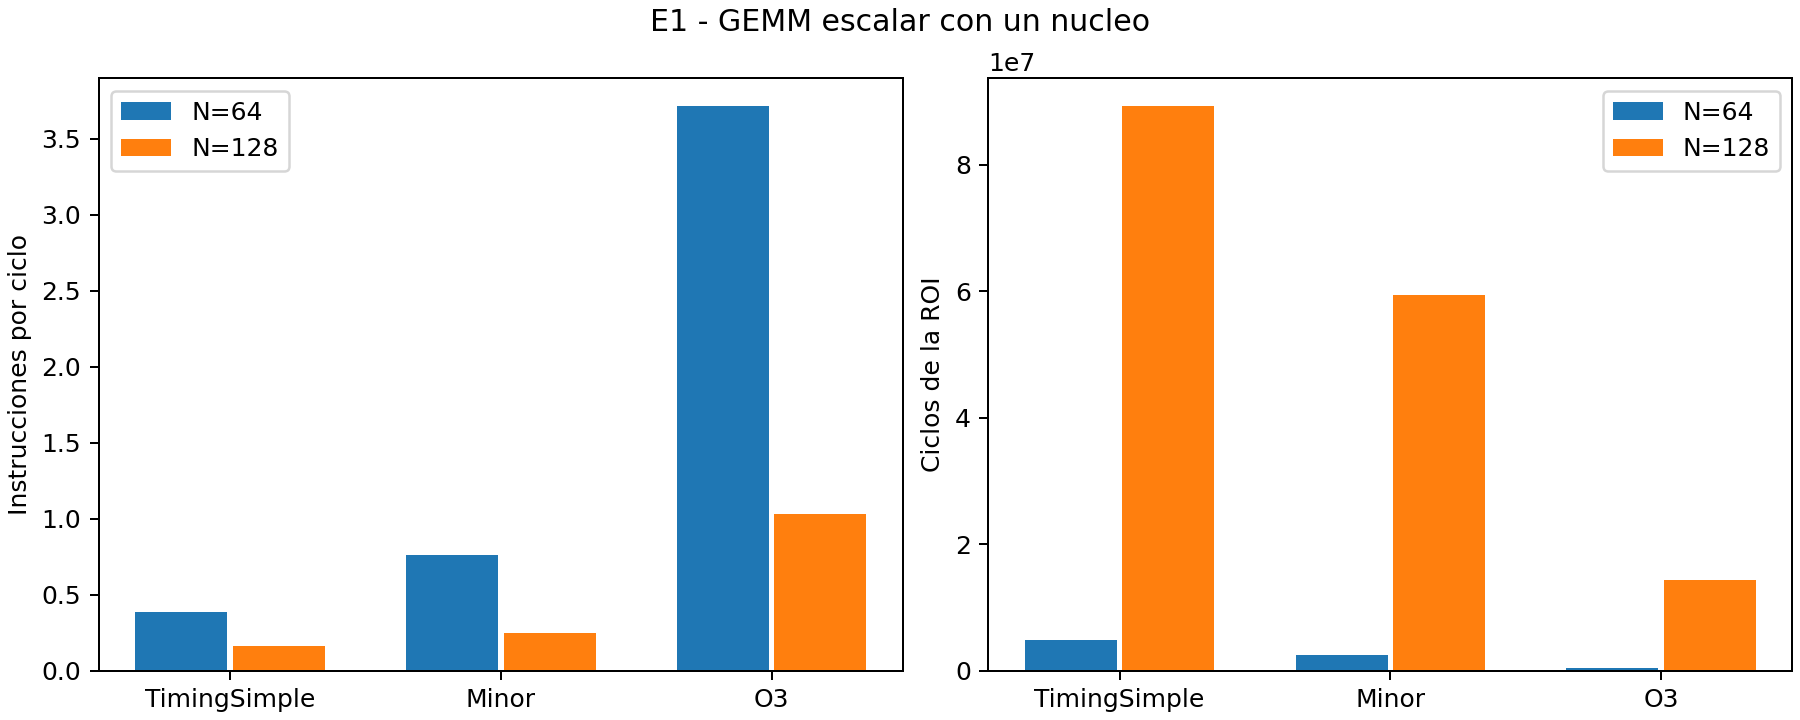 E1 - GEMM escalar con un nucleo
Instrucciones por ciclo
3.5
3.0
2.5
2.0
1.5
1.0
0.5
0.0
N=64
N=128
TimingSimple
Minor
O3
1e7
Ciclos de la ROI
8
6
4
2
0
N=64
N=128
TimingSimple
Minor
O3